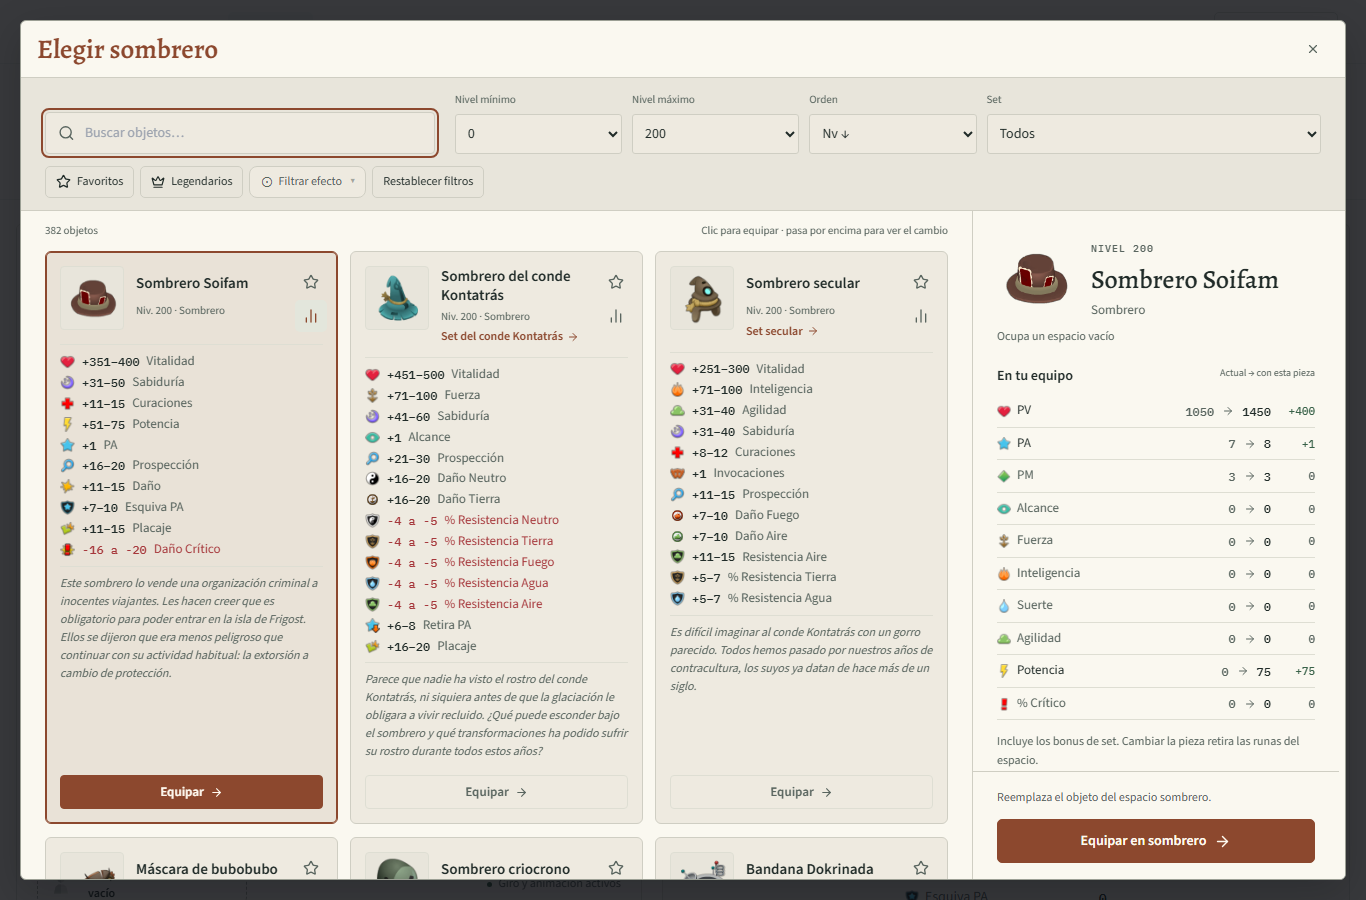 Elegir sombrero
×
Nivel mínimo
Nivel máximo
Orden
Set
Buscar objetos…
0
200
Nv ↓
Todos
Favoritos
Legendarios
Filtrar efecto
Restablecer filtros
382 objetos
Clic para equipar · pasa por encima para ver el cambio
Sombrero Soifam
Niv. 200 · Sombrero
+351–400 Vitalidad
+31–50 Sabiduría
+11–15 Curaciones
+51–75 Potencia
+1 PA
+16–20 Prospección
+11–15 Daño
+7–10 Esquiva PA
+11–15 Placaje
-16 a -20 Daño Crítico
Este sombrero lo vende una organización criminal a
inocentes viajantes. Les hacen creer que es
obligatorio para poder entrar en la isla de Frigost.
Ellos se dijeron que era menos peligroso que
continuar con su actividad habitual: la extorsión a
cambio de protección.
Equipar →
Sombrero del conde
Kontatrás
Niv. 200 · Sombrero
Set del conde Kontatrás →
+451–500 Vitalidad
+71–100 Fuerza
+41–60 Sabiduría
+1 Alcance
+21–30 Prospección
+16–20 Daño Neutro
+16–20 Daño Tierra
-4 a -5 % Resistencia Neutro
-4 a -5 % Resistencia Tierra
-4 a -5 % Resistencia Fuego
-4 a -5 % Resistencia Agua
-4 a -5 % Resistencia Aire
+6–8 Retira PA
+16–20 Placaje
Parece que nadie ha visto el rostro del conde
Kontatrás, ni siquiera antes de que la glaciación le
obligara a vivir recluido. ¿Qué puede esconder bajo
el sombrero y qué transformaciones ha podido sufrir
su rostro durante todos estos años?
Equipar →
Sombrero secular
Niv. 200 · Sombrero
Set secular →
+251–300 Vitalidad
+71–100 Inteligencia
+31–40 Agilidad
+31–40 Sabiduría
+8–12 Curaciones
+1 Invocaciones
+11–15 Prospección
+7–10 Daño Fuego
+7–10 Daño Aire
+11–15 Resistencia Aire
+5–7 % Resistencia Tierra
+5–7 % Resistencia Agua
Es difícil imaginar al conde Kontatrás con un gorro
parecido. Todos hemos pasado por nuestros años de
contracultura, los suyos ya datan de hace más de un
siglo.
Equipar →
Máscara de bubobubo
Sombrero criocrono
Bandana Dokrinada
NIVEL 200
Sombrero Soifam
Sombrero
Ocupa un espacio vacío
En tu equipo
Actual → con esta pieza
PV 1050 → 1450 +400
PA 7 → 8 +1
PM 3 → 3 0
Alcance 0 → 0 0
Fuerza 0 → 0 0
Inteligencia 0 → 0 0
Suerte 0 → 0 0
Agilidad 0 → 0 0
Potencia 0 → 75 +75
% Crítico 0 → 0 0
Incluye los bonus de set. Cambiar la pieza retira las runas del
espacio.
Reemplaza el objeto del espacio sombrero.
Equipar en sombrero →
vacío
Giro y animación activos
Esquiva PA 0